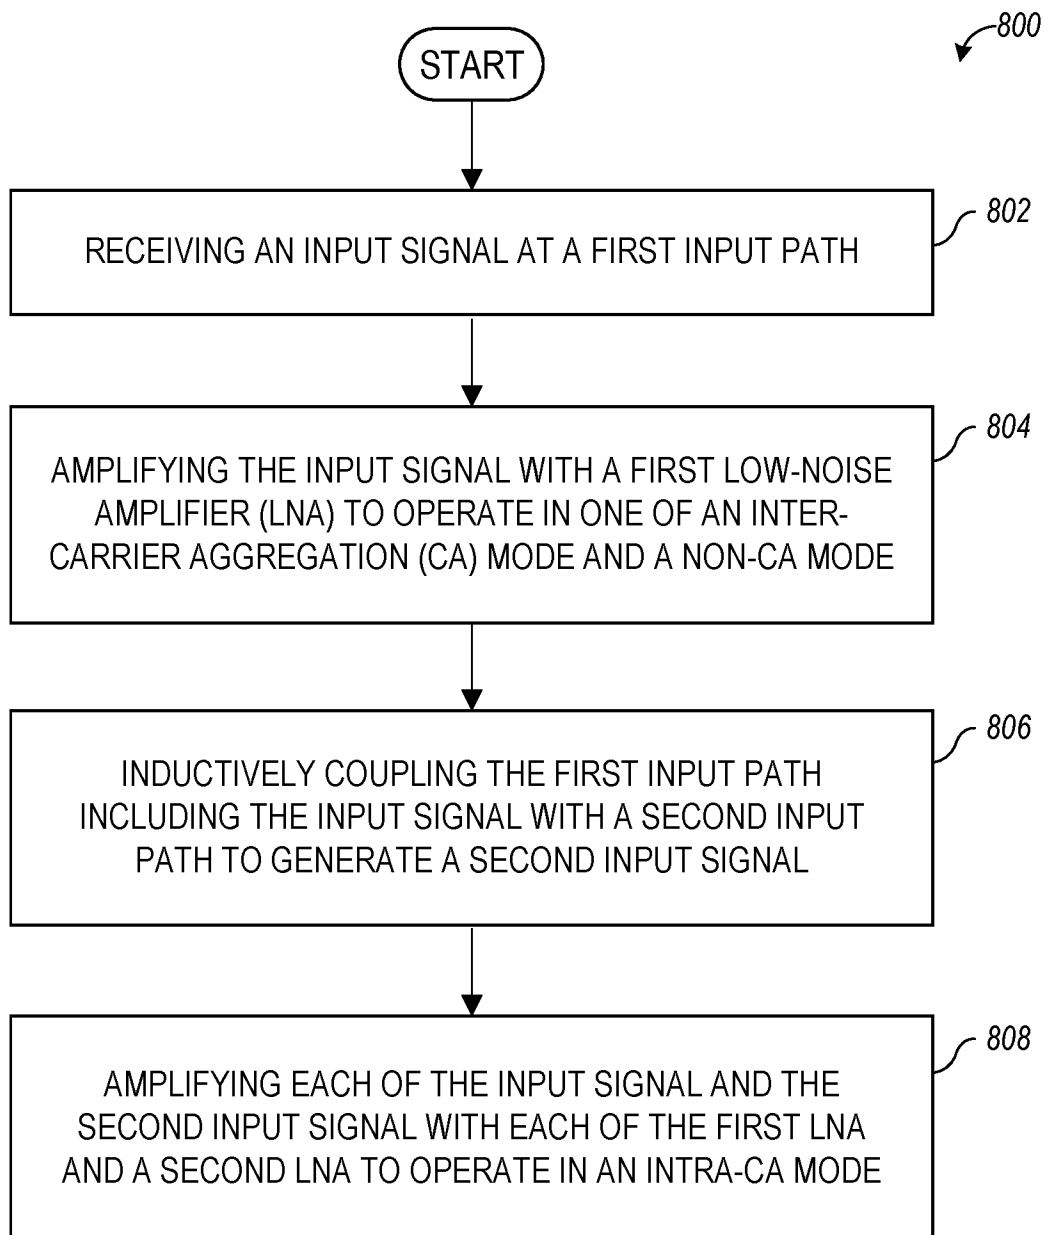 800
START
802
RECEIVING AN INPUT SIGNAL AT A FIRST INPUT PATH
804
AMPLIFYING THE INPUT SIGNAL WITH A FIRST LOW-NOISE
AMPLIFIER (LNA) TO OPERATE IN ONE OF AN INTER-
CARRIER AGGREGATION (CA) MODE AND A NON-CA MODE
806
INDUCTIVELY COUPLING THE FIRST INPUT PATH
INCLUDING THE INPUT SIGNAL WITH A SECOND INPUT
PATH TO GENERATE A SECOND INPUT SIGNAL
808
AMPLIFYING EACH OF THE INPUT SIGNAL AND THE
SECOND INPUT SIGNAL WITH EACH OF THE FIRST LNA
AND A SECOND LNA TO OPERATE IN AN INTRA-CA MODE